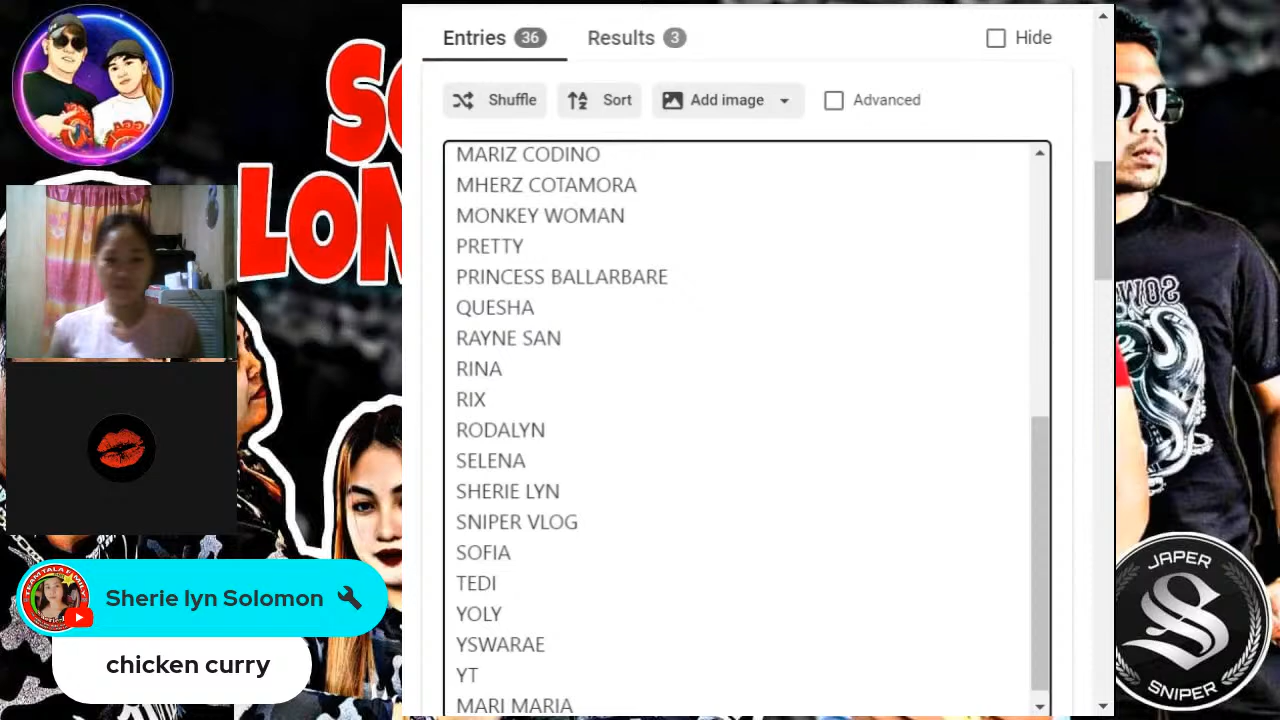 Entries 36
Results 3
Hide
Shuffle
Sort
Add image
Advanced
MARIZ CODINO
MHERZ COTAMORA
MONKEY WOMAN
PRETTY
PRINCESS BALLARBARE
QUESHA
RAYNE SAN
RINA
RIX
RODALYN
SELENA
SHERIE LYN
SNIPER VLOG
SOFIA
TEDI
YOLY
YSWARAE
YT
MARI MARIA
Sherie lyn Solomon
chicken curry
JAPER
S
SNIPER